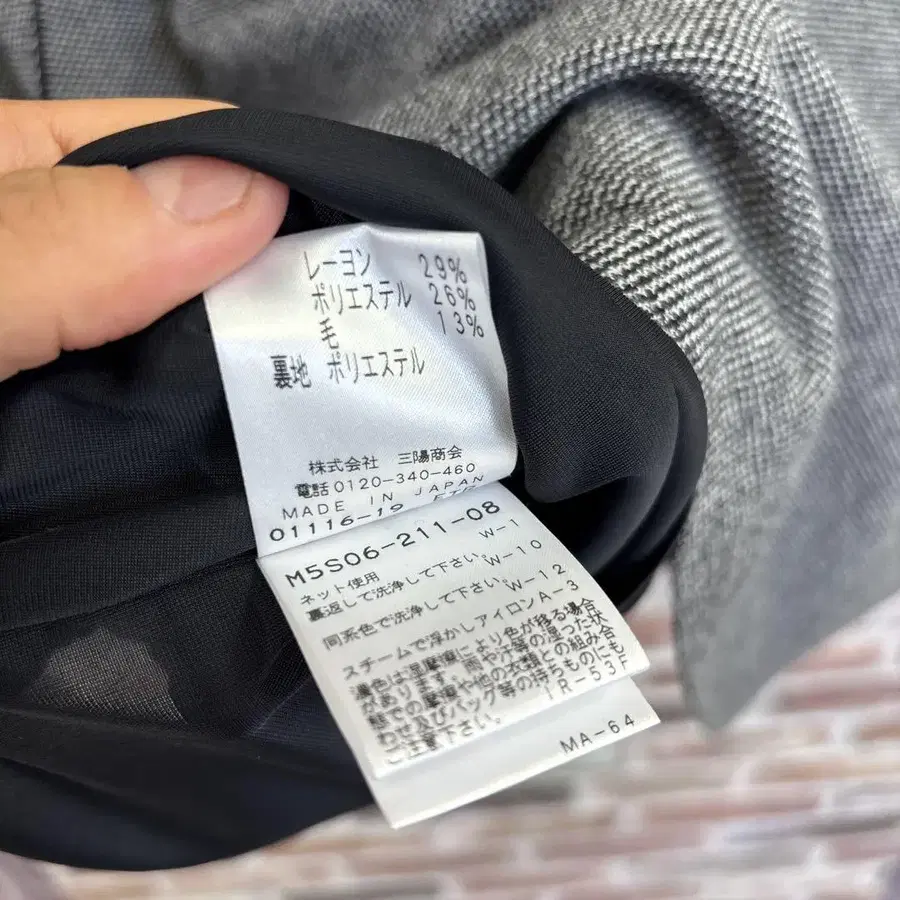 レーヨン 29%
ポリエステル 26%
毛 13%
裏地 ポリエステル
株式会社 三陽商会
電話0120-340-460
MADE IN JAPAN
01116-19
M5S06-211-08
W-1
ネット使用
裏返して洗浄して下さい。W-10
同系色で洗浄して下さい。W-12
スチームで浮かしアイロンA-3
濃色は湿摩擦により色が移る場合
があります。雨や汗等の湿った状
態での摩擦や他の衣類との組み合
わせ及びバッグ等の持ちものにも
ご注意下さい。 IR-53F
MA-64